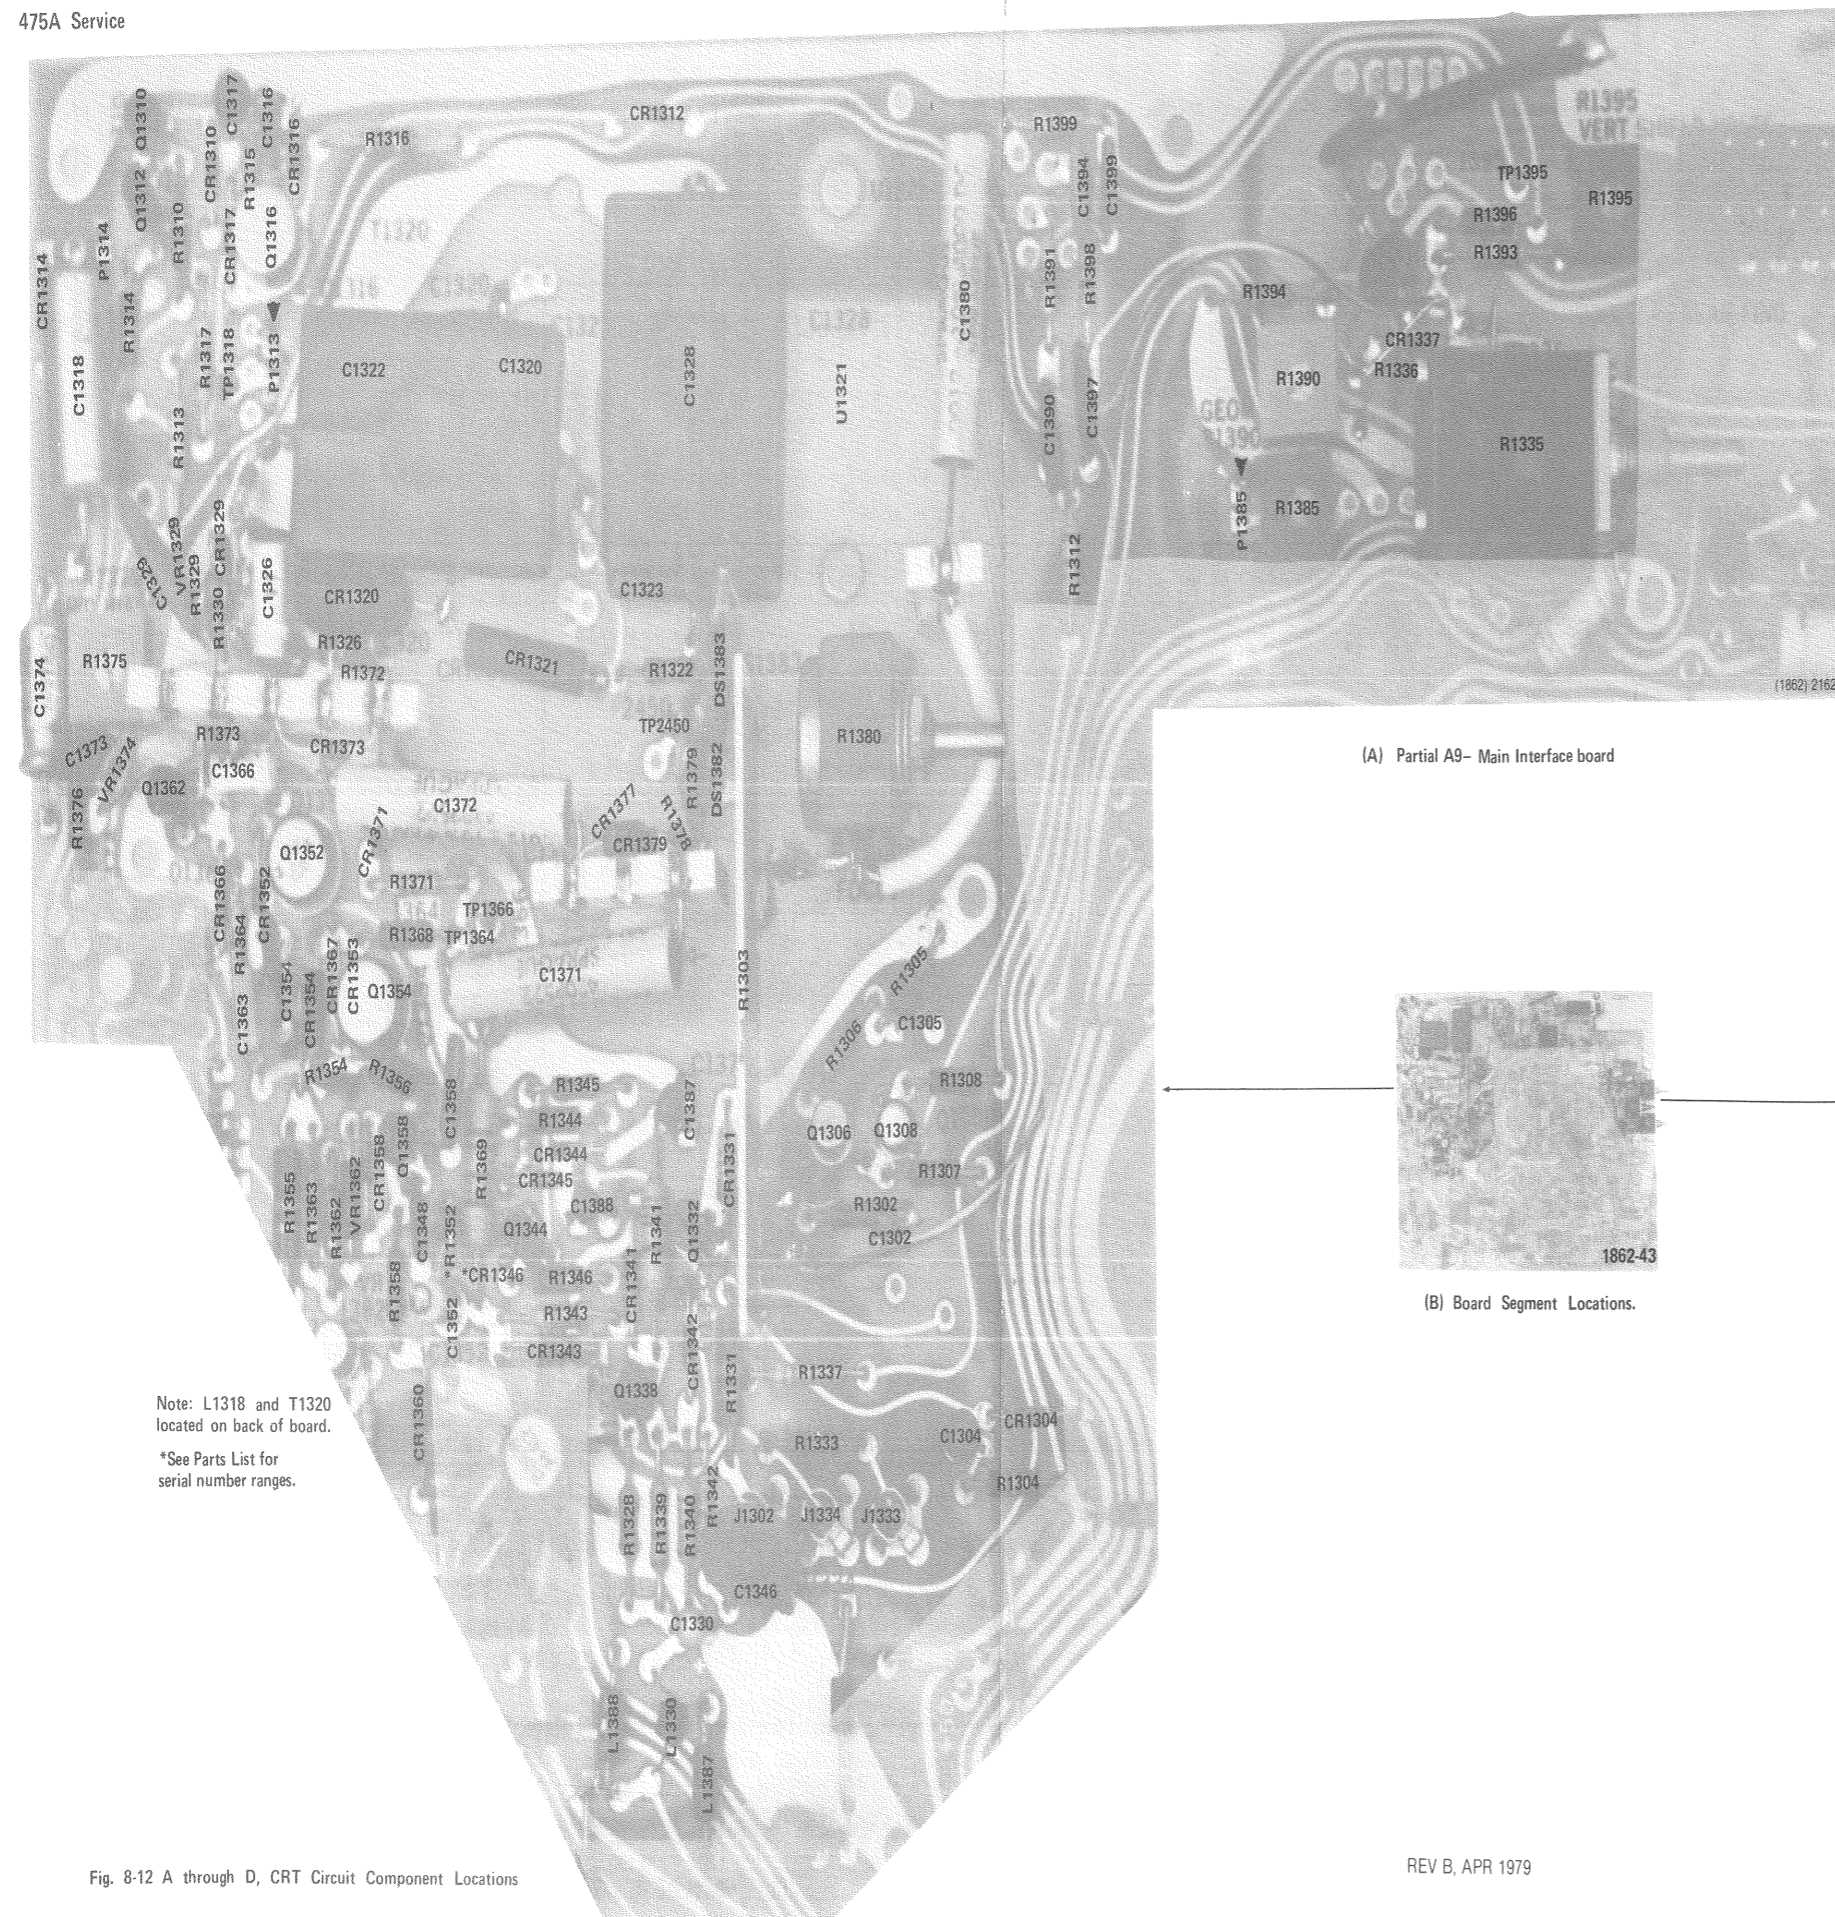 475A Service
Q1310
C1317
C1316
CR1316
CR1310
R1315
R1316
CR1312
R1399
R1395
VERT
Q1312
R1310
CR1317
Q1316
C1394
C1399
TP1395
R1395
R1396
R1393
P1314
CR1314
R1314
T1320
R1391
R1398
R1394
C1380
C1318
R1317
TP1318
P1313
C1322
C1320
C1328
U1321
CR1337
R1336
R1390
C1390
C1397
R1313
GEO
R1335
P1385
R1385
VR1329
CR1329
C1329
R1329
R1330
C1326
CR1320
C1323
R1312
R1326
R1375
C1374
R1372
CR1321
R1322
DS1383
(1862) 2162
TP2450
R1373
CR1373
R1380
C1373
VR1374
C1366
Q1362
R1379
DS1382
(A) Partial A9- Main Interface board
R1376
C1372
CR1377
R1378
CR1371
CR1379
Q1352
R1371
CR1366
CR1352
TP1366
R1364
R1368
TP1364
CR1367
CR1353
C1354
CR1354
Q1354
C1371
R1303
R1305
C1363
C1305
R1306
R1354
R1356
C1358
R1345
C1387
R1308
R1344
Q1306
Q1308
Q1358
CR1358
CR1344
CR1331
R1369
CR1345
R1307
R1355
R1363
R1362
VR1362
C1388
R1302
C1348
*R1352
Q1344
R1341
Q1332
C1302
*CR1346
R1346
CR1341
R1358
1862-43
(B) Board Segment Locations.
C1352
R1343
CR1343
CR1342
R1331
R1337
Q1338
CR1360
Note: L1318 and T1320
located on back of board.
*See Parts List for
serial number ranges.
CR1304
C1304
R1333
R1304
R1328
R1339
R1340
R1342
J1302
J1334
J1333
C1346
C1330
L1388
L1330
L1387
Fig. 8-12 A through D, CRT Circuit Component Locations
REV B, APR 1979